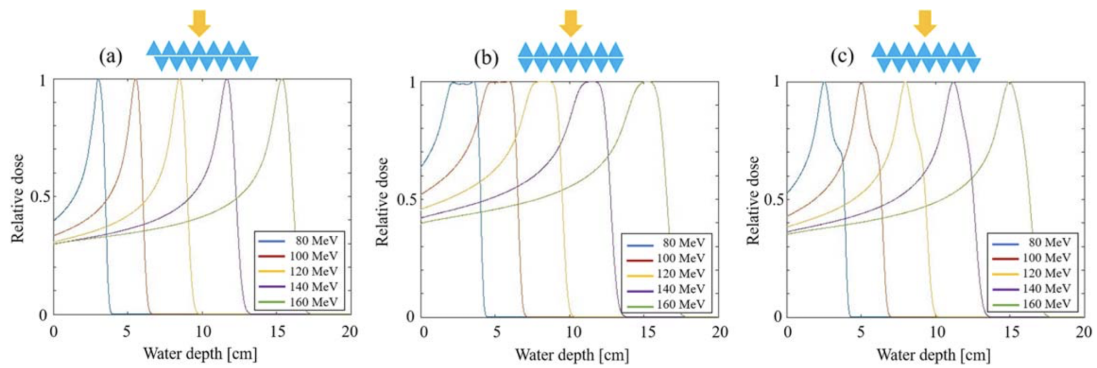 (a)
1
0.5
0
Relative dose
80 MeV
100 MeV
120 MeV
140 MeV
160 MeV
0 5 10 15 20
Water depth [cm]
(b)
1
0.5
0
Relative dose
80 MeV
100 MeV
120 MeV
140 MeV
160 MeV
0 5 10 15 20
Water depth [cm]
(c)
1
0.5
0
Relative dose
80 MeV
100 MeV
120 MeV
140 MeV
160 MeV
0 5 10 15 20
Water depth [cm]